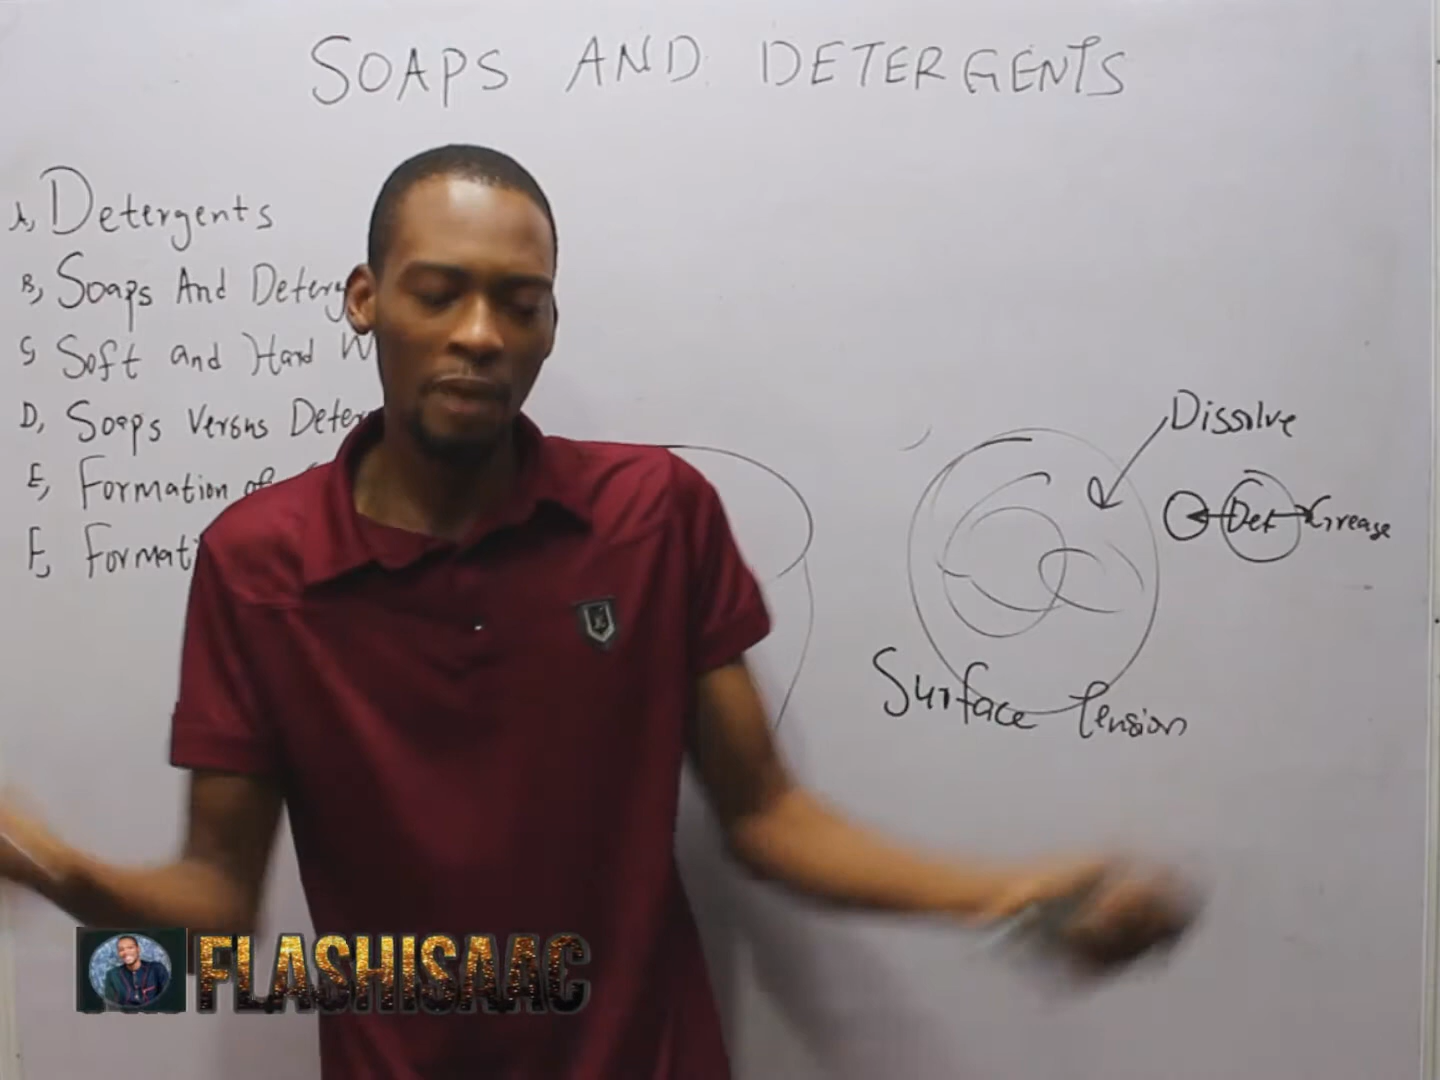 SOAPS AND DETERGENTS
A, Detergents
B, Soaps And Deterg
C, Soft and Hard W
D, Soaps Versus Deter
E, Formation of
F, Formati
Dissolve
Det Grease
Surface Tension
FLASHISAAC